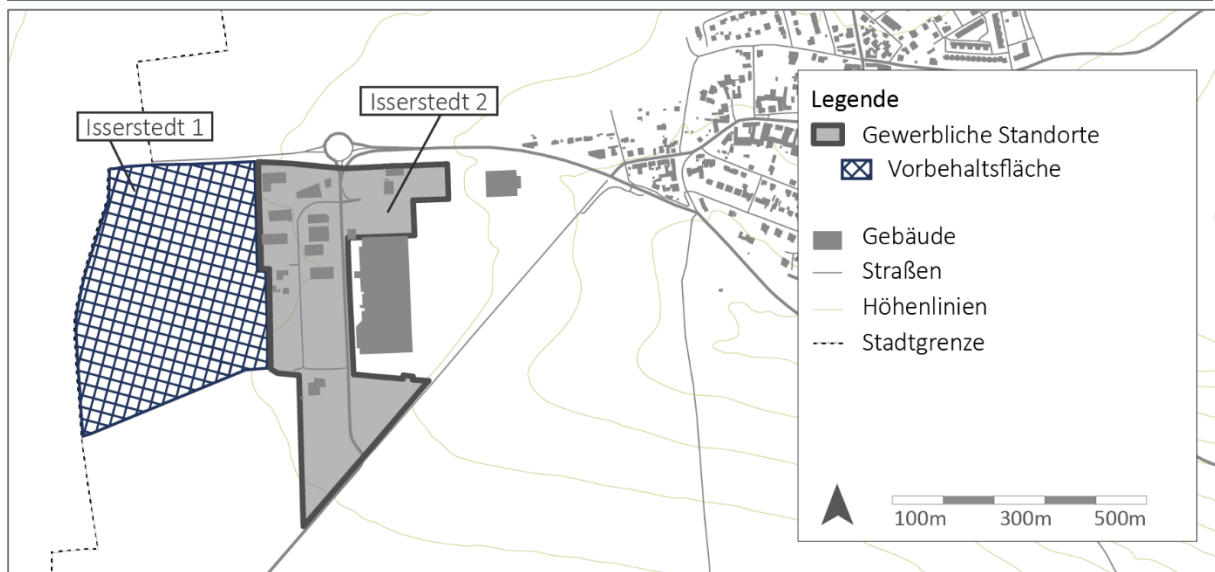 Isserstedt 1
Isserstedt 2
Legende
Gewerbliche Standorte
Vorbehaltsfläche
Gebäude
Straßen
Höhenlinien
Stadtgrenze
100m 300m 500m